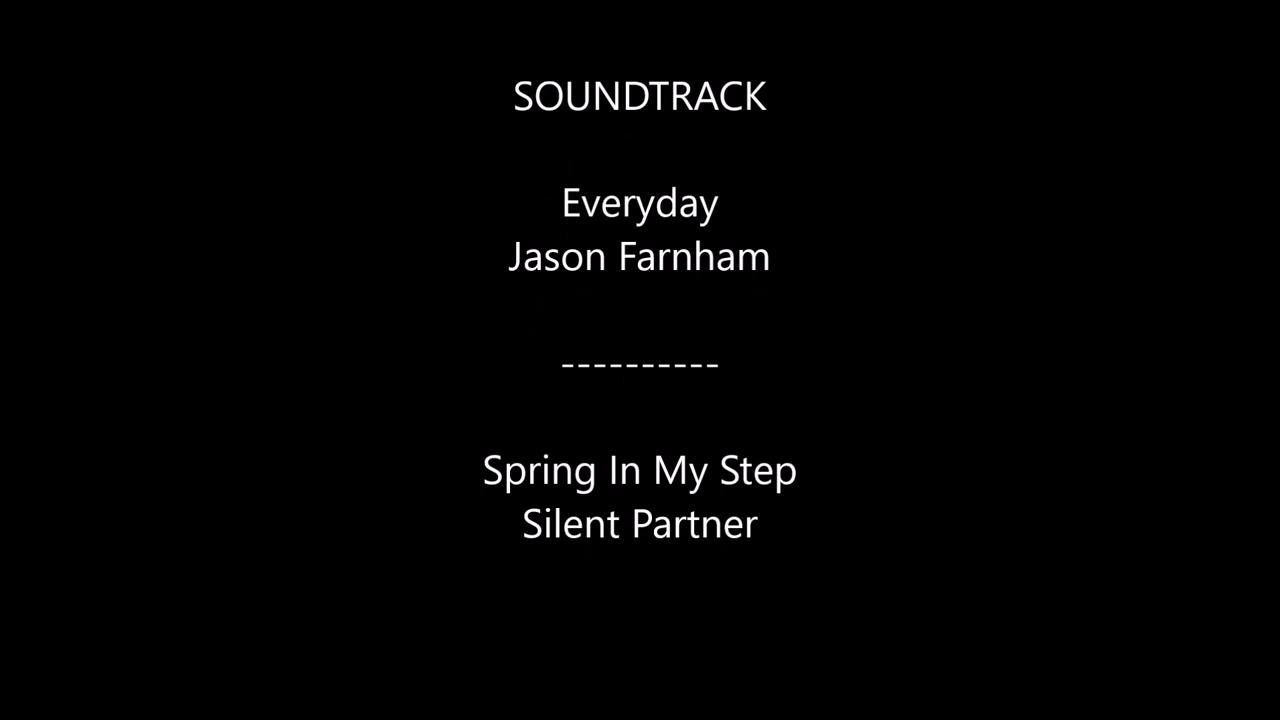 SOUNDTRACK
Everyday
Jason Farnham
----------
Spring In My Step
Silent Partner